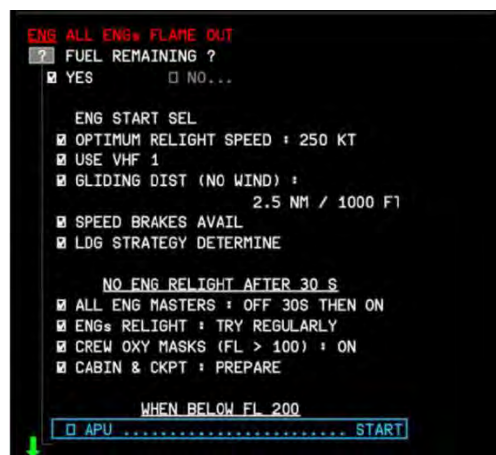 ENG ALL ENGs FLAME OUT
? FUEL REMAINING ?
YES NO...
ENG START SEL
OPTIMUM RELIGHT SPEED : 250 KT
USE VHF 1
GLIDING DIST (NO WIND) :
2.5 NM / 1000 FT
SPEED BRAKES AVAIL
LDG STRATEGY DETERMINE
NO ENG RELIGHT AFTER 30 S
ALL ENG MASTERS : OFF 30S THEN ON
ENGs RELIGHT : TRY REGULARLY
CREW OXY MASKS (FL > 100) : ON
CABIN & CKPT : PREPARE
WHEN BELOW FL 200
APU ........................ START